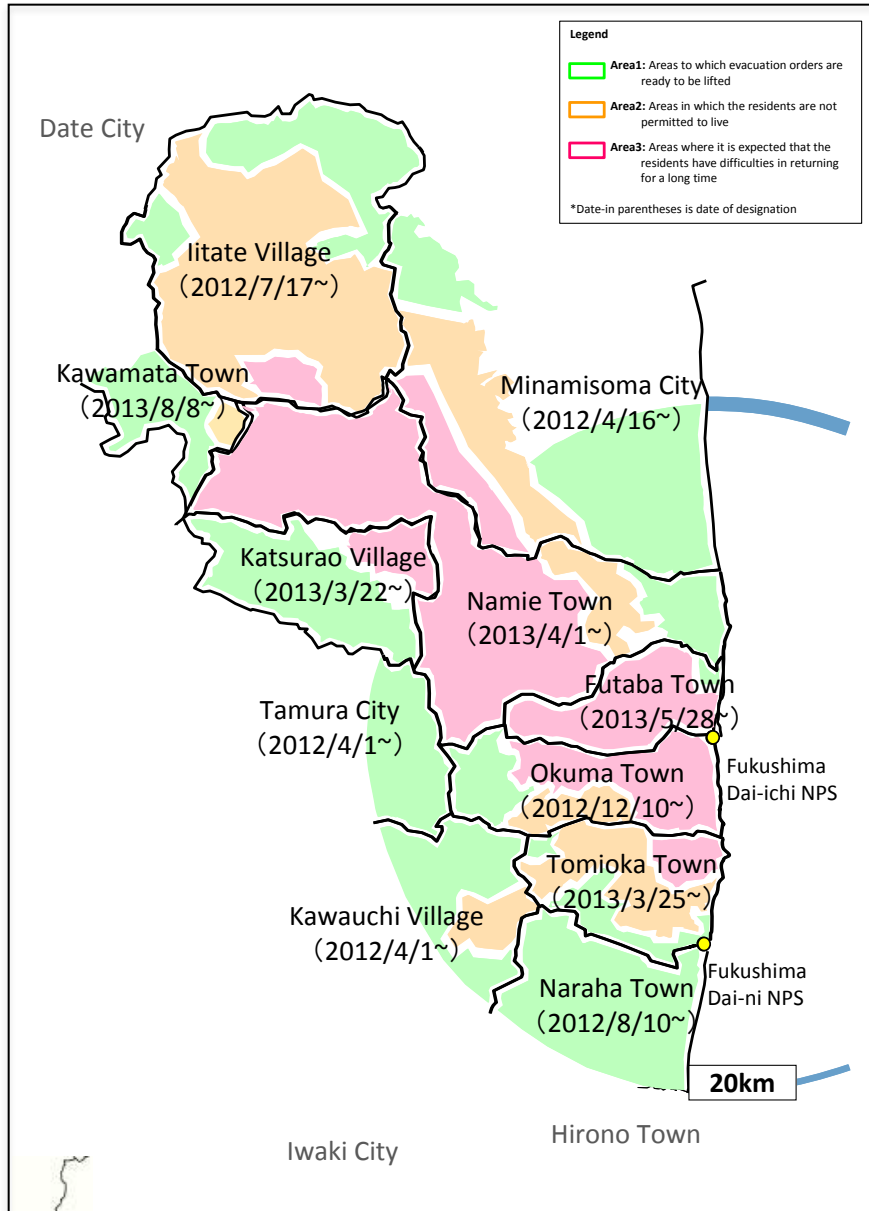 Legend
Area1: Areas to which evacuation orders are
ready to be lifted
Area2: Areas in which the residents are not
permitted to live
Area3: Areas where it is expected that the
residents have difficulties in returning
for a long time
*Date-in parentheses is date of designation
Date City
Iitate Village
（2012/7/17~）
Kawamata Town
（2013/8/8~）
Minamisoma City
（2012/4/16~）
Katsurao Village
（2013/3/22~）
Namie Town
（2013/4/1~）
Futaba Town
（2013/5/28~）
Tamura City
（2012/4/1~）
Fukushima
Dai-ichi NPS
Okuma Town
（2012/12/10~）
Tomioka Town
（2013/3/25~）
Kawauchi Village
（2012/4/1~）
Fukushima
Dai-ni NPS
Naraha Town
（2012/8/10~）
20km
Hirono Town
Iwaki City